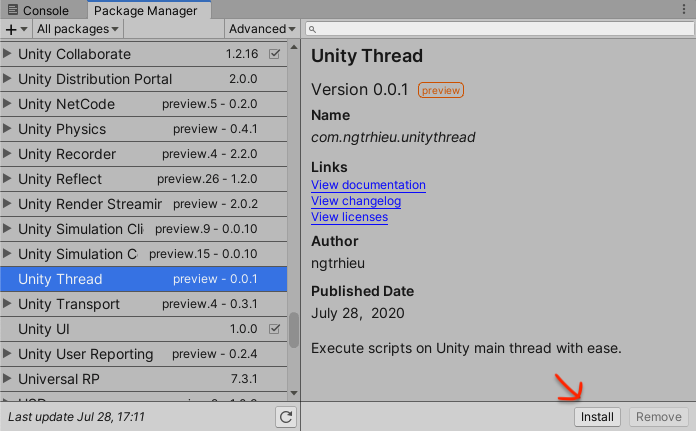 Console
Package Manager
All packages
Advanced
Unity Collaborate 1.2.16
Unity Distribution Portal 2.0.0
Unity NetCode preview.5 - 0.2.0
Unity Physics preview - 0.4.1
Unity Recorder preview.4 - 2.2.0
Unity Reflect preview.26 - 1.2.0
Unity Render Streamin preview - 2.0.2
Unity Simulation Cli preview.9 - 0.0.10
Unity Simulation C preview.15 - 0.0.10
Unity Thread preview - 0.0.1
Unity Transport preview.4 - 0.3.1
Unity UI 1.0.0
Unity User Reporting preview - 0.2.4
Universal RP 7.3.1
Last update Jul 28, 17:11
Unity Thread
Version 0.0.1 preview
Name
com.ngtrhieu.unitythread
Links
View documentation
View changelog
View licenses
Author
ngtrhieu
Published Date
July 28, 2020
Execute scripts on Unity main thread with ease.
Install
Remove